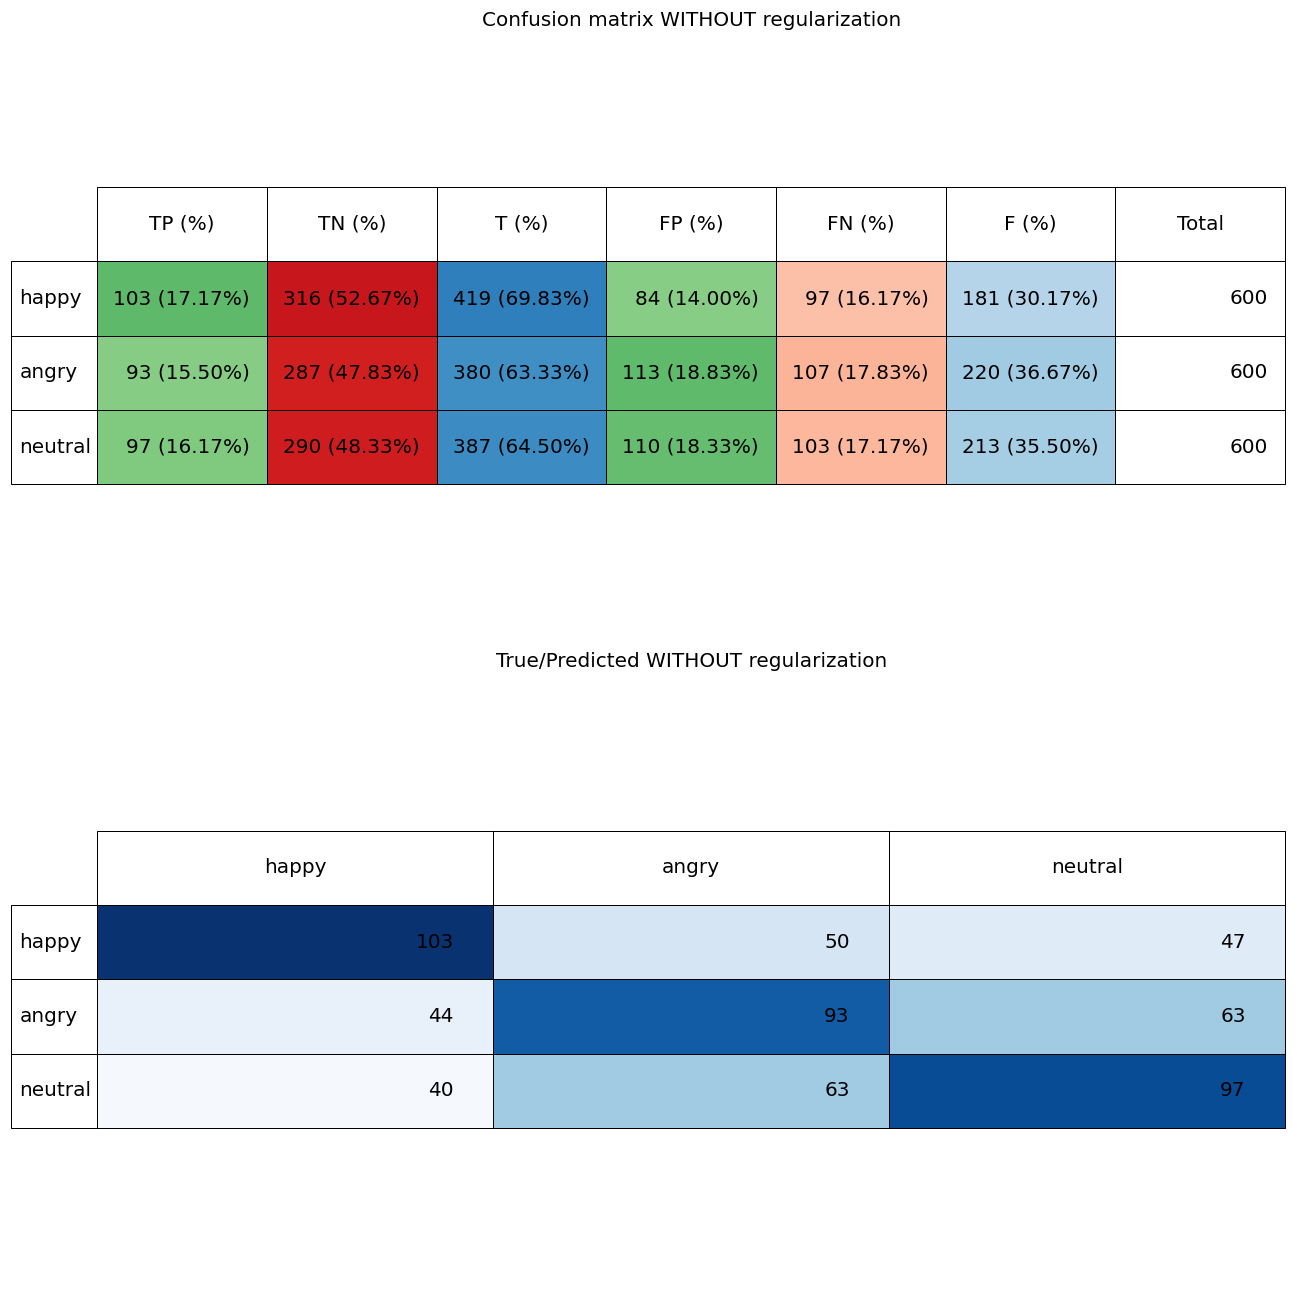 Confusion matrix WITHOUT regularization
TP (%) TN (%) T (%) FP (%) FN (%) F (%) Total
happy 103 (17.17%) 316 (52.67%) 419 (69.83%) 84 (14.00%) 97 (16.17%) 181 (30.17%) 600
angry 93 (15.50%) 287 (47.83%) 380 (63.33%) 113 (18.83%) 107 (17.83%) 220 (36.67%) 600
neutral 97 (16.17%) 290 (48.33%) 387 (64.50%) 110 (18.33%) 103 (17.17%) 213 (35.50%) 600
True/Predicted WITHOUT regularization
happy angry neutral
happy 103 50 47
angry 44 93 63
neutral 40 63 97